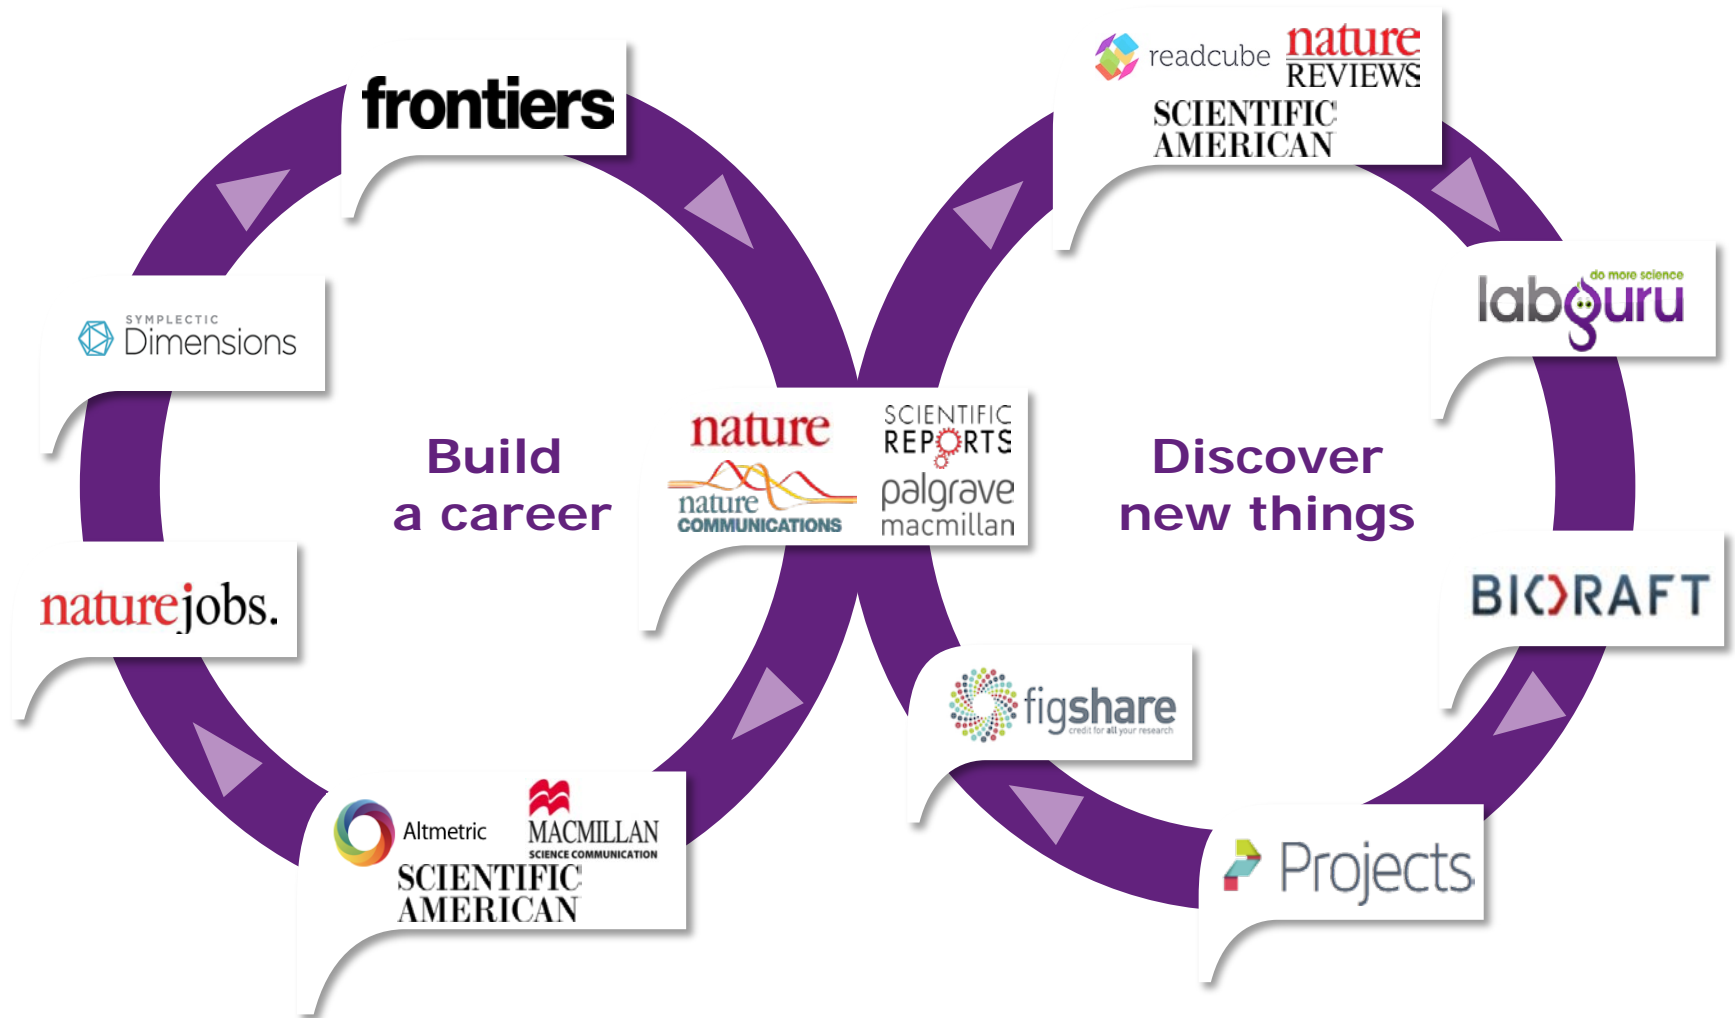 frontiers
readcube
nature
REVIEWS
SCIENTIFIC
AMERICAN
SYMPLECTIC
Dimensions
do more science
labguru
Build
a career
nature
nature
COMMUNICATIONS
SCIENTIFIC
REPORTS
palgrave
macmillan
Discover
new things
naturejobs.
BIORAFT
figshare
credit for all your research
Altmetric
MACMILLAN
SCIENCE COMMUNICATION
SCIENTIFIC
AMERICAN
Projects